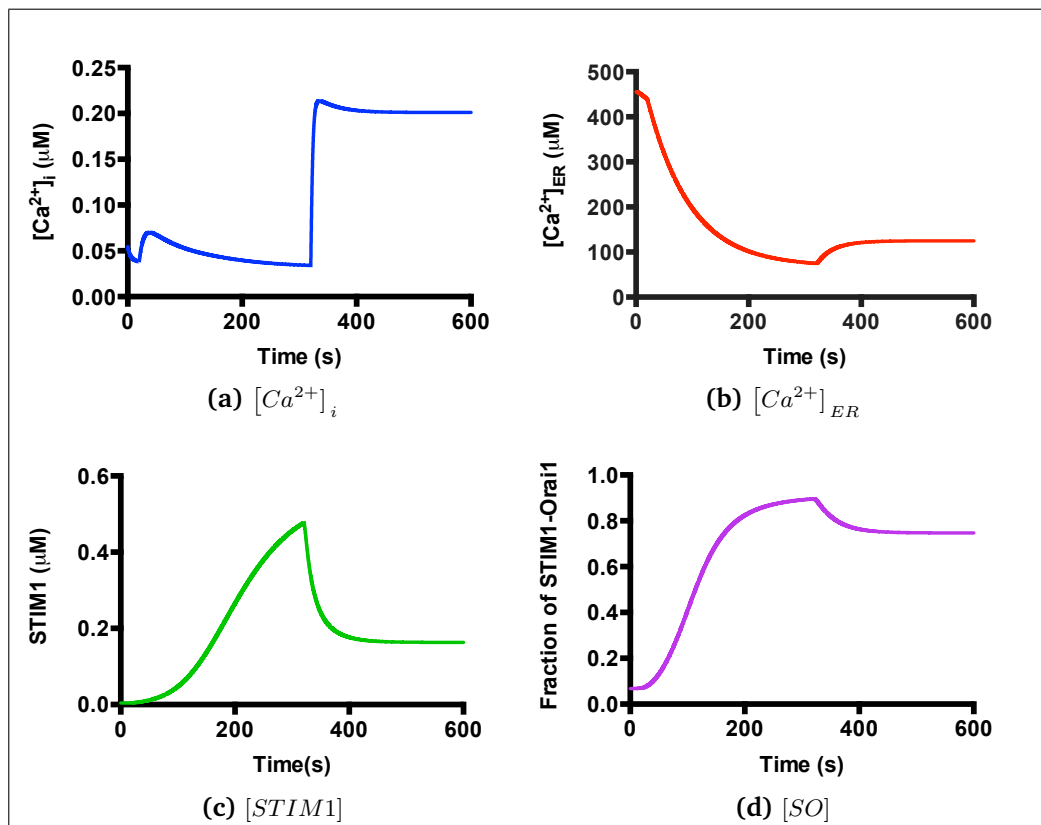 0.25
0.20
0.15
0.10
0.05
0.00
[Ca²⁺]ᵢ (μM)
0 200 400 600
Time (s)
(a) [Ca²⁺]ᵢ
500
400
300
200
100
0
[Ca²⁺]ER (μM)
0 200 400 600
Time (s)
(b) [Ca²⁺]ER
0.6
0.4
0.2
0.0
STIM1 (μM)
0 200 400 600
Time(s)
(c) [STIM1]
1.0
0.8
0.6
0.4
0.2
0.0
Fraction of STIM1-Orai1
0 200 400 600
Time (s)
(d) [SO]